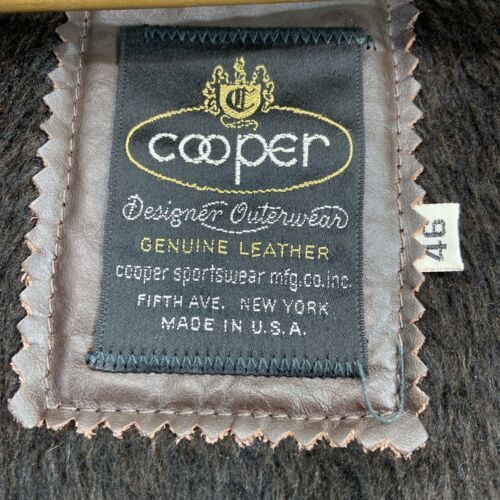 C
cooper
Designer Outerwear
GENUINE LEATHER
cooper sportswear mfg.co.inc.
FIFTH AVE. NEW YORK
MADE IN U.S.A.
46